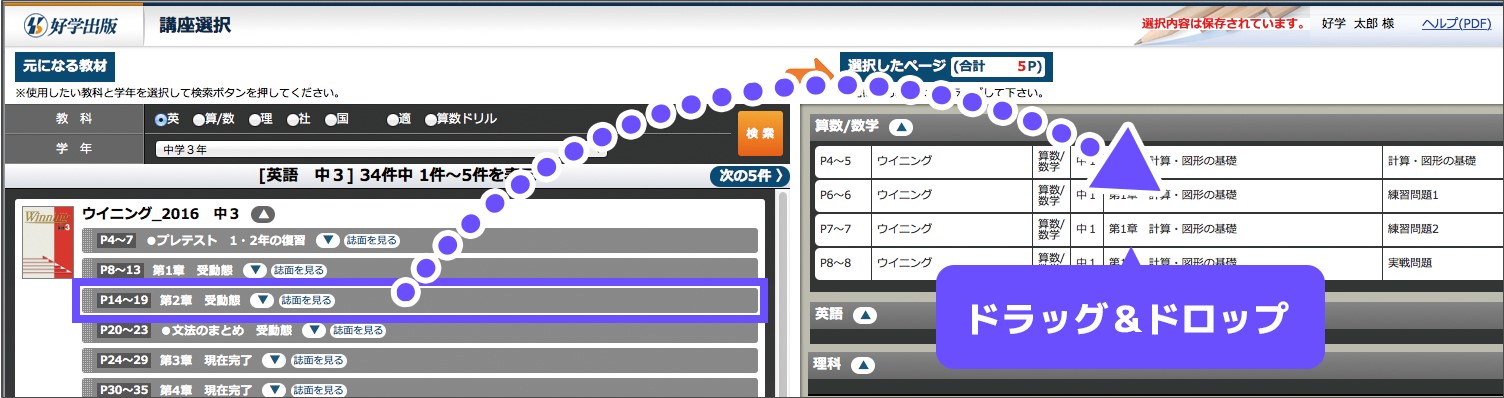 好学出版
講座選択
選択内容は保存されています。 好学 太郎 様 ヘルプ(PDF)
元になる教材
※使用したい教科と学年を選択して検索ボタンを押してください。
教 科 英 算/数 理 社 国 適 算数ドリル
学 年 中学3年
検索
[英語 中3] 34件中 1件～5件を
次の5件 》
Winning
3
ウイニング_2016 中3
P4～7 ●プレテスト 1・2年の復習 誌面を見る
P8～13 第1章 受動態 誌面を見る
P14～19 第2章 受動態 誌面を見る
P20～23 ●文法のまとめ 受動態 誌面を見る
P24～29 第3章 現在完了 誌面を見る
P30～35 第4章 現在完了 誌面を見る
選択したページ (合計 5P)
して下さい。
算数/数学
P4～5 ウイニング 算数/数学 中1 計算・図形の基礎 計算・図形の基礎
P6～6 ウイニング 算数/数学 中1 第1章 計算・図形の基礎 練習問題1
P7～7 ウイニング 算数/数学 中1 第1章 計算・図形の基礎 練習問題2
P8～8 ウイニング 算数/数学 中1 第1章 計算・図形の基礎 実戦問題
英語
理科
ドラッグ＆ドロップ